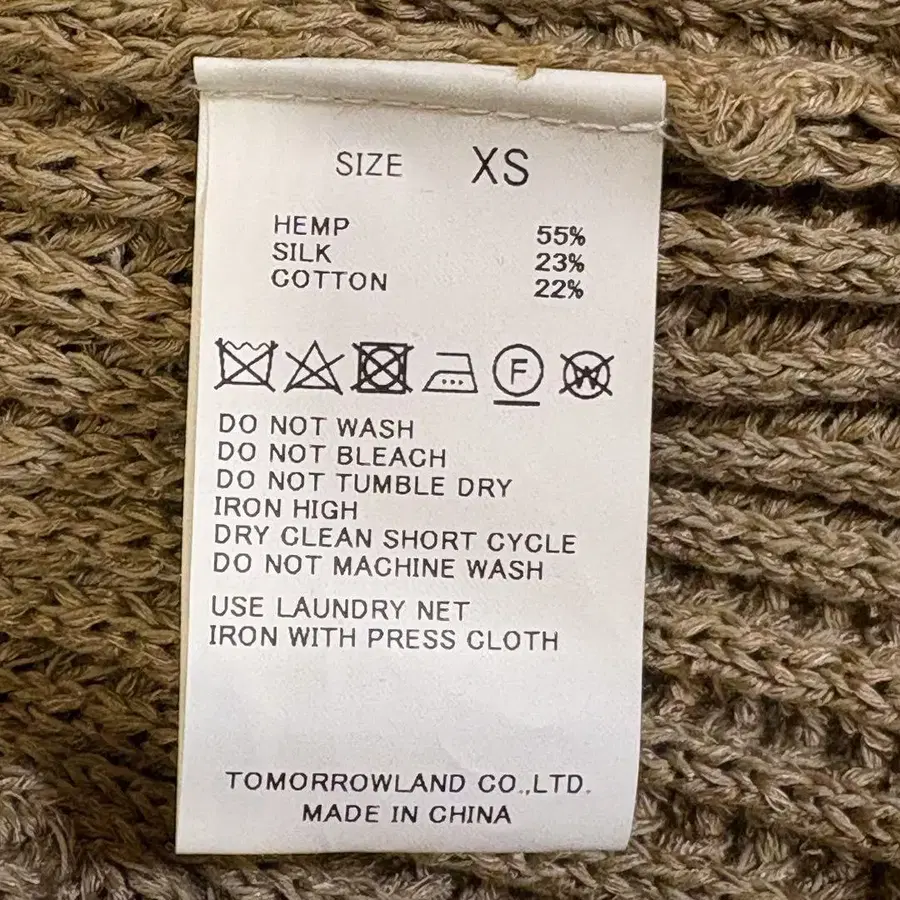 SIZE XS
HEMP 55%
SILK 23%
COTTON 22%
F W
DO NOT WASH
DO NOT BLEACH
DO NOT TUMBLE DRY
IRON HIGH
DRY CLEAN SHORT CYCLE
DO NOT MACHINE WASH
USE LAUNDRY NET
IRON WITH PRESS CLOTH
TOMORROWLAND CO.,LTD.
MADE IN CHINA